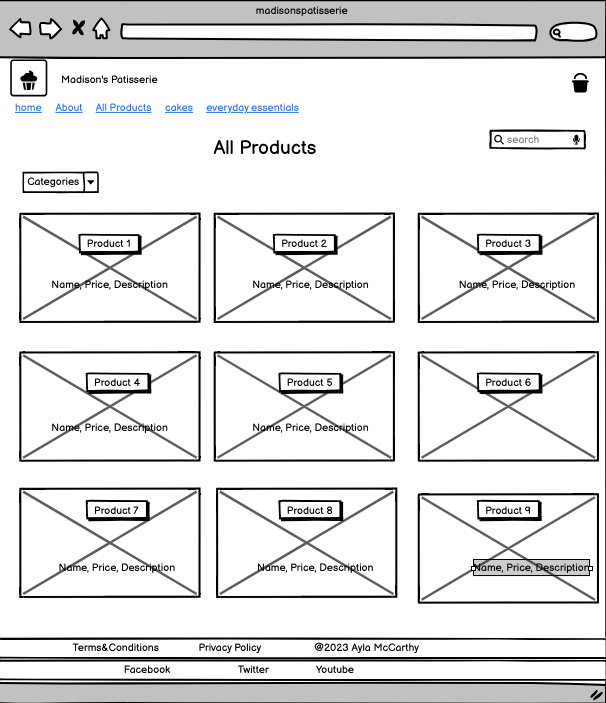 madisonspatisserie
Madison's Patisserie
home About All Products cakes everyday essentials
search
All Products
Categories
Product 1 Product 2 Product 3
Name, Price, Description Name, Price, Description Name, Price, Description
Product 4 Product 5 Product 6
Name, Price, Description Name, Price, Description
Product 7 Product 8 Product 9
Name, Price, Description Name, Price, Description Name, Price, Description
Terms&Conditions Privacy Policy @2023 Ayla McCarthy
Facebook Twitter Youtube